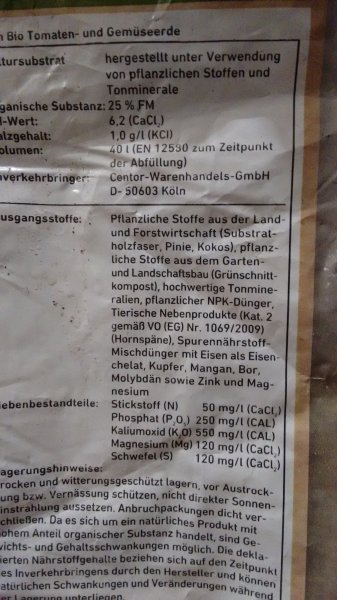 Bio Tomaten- und Gemüseerde
hergestellt unter Verwendung
von pflanzlichen Stoffen und
Tonminerale
ganische Substanz: 25 % FM
-Wert: 6,2 (CaCl₂)
alzgehalt: 1,0 g/l (KCl)
olumen: 40 l (EN 12580 zum Zeitpunkt
der Abfüllung)
verkehrbringer: Centor-Warenhandels-GmbH
D- 50603 Köln
usgangsstoffe: Pflanzliche Stoffe aus der Land-
und Forstwirtschaft (Substrat-
holzfaser, Pinie, Kokos), pflanz-
liche Stoffe aus dem Garten-
und Landschaftsbau (Grünschnitt-
kompost), hochwertige Tonmine-
ralien, pflanzlicher NPK-Dünger,
Tierische Nebenprodukte (Kat. 2
gemäß VO (EG) Nr. 1069/2009)
(Hornspäne), Spurennährstoff-
Mischdünger mit Eisen als Eisen-
chelat, Kupfer, Mangan, Bor,
Molybdän sowie Zink und Mag-
nesium
iebenbestandteile: Stickstoff (N) 50 mg/l (CaCl₂)
Phosphat (P₂O₅) 250 mg/l (CAL)
Kaliumoxid (K₂O) 550 mg/l (CAL)
Magnesium (Mg) 120 mg/l (CaCl₂)
Schwefel (S) 120 mg/l (CaCl₂)
agerungshinweise:
rocken und witterungsgeschützt lagern, vor Austrock-
ung bzw. Vernässung schützen, nicht direkter Sonnen-
einstrahlung aussetzen. Anbruchpackungen dicht ver-
chließen. Da es sich um ein natürliches Produkt mit
ohem Anteil organischer Substanz handelt, sind Ge-
wichts- und Gehaltsschwankungen möglich. Die dekla-
ierten Nährstoffgehalte beziehen sich auf den Zeitpunkt
es Inverkehrbringens durch den Hersteller und können
atürlichen Schwankungen und Veränderungen während
er Lagerung unterliegen.